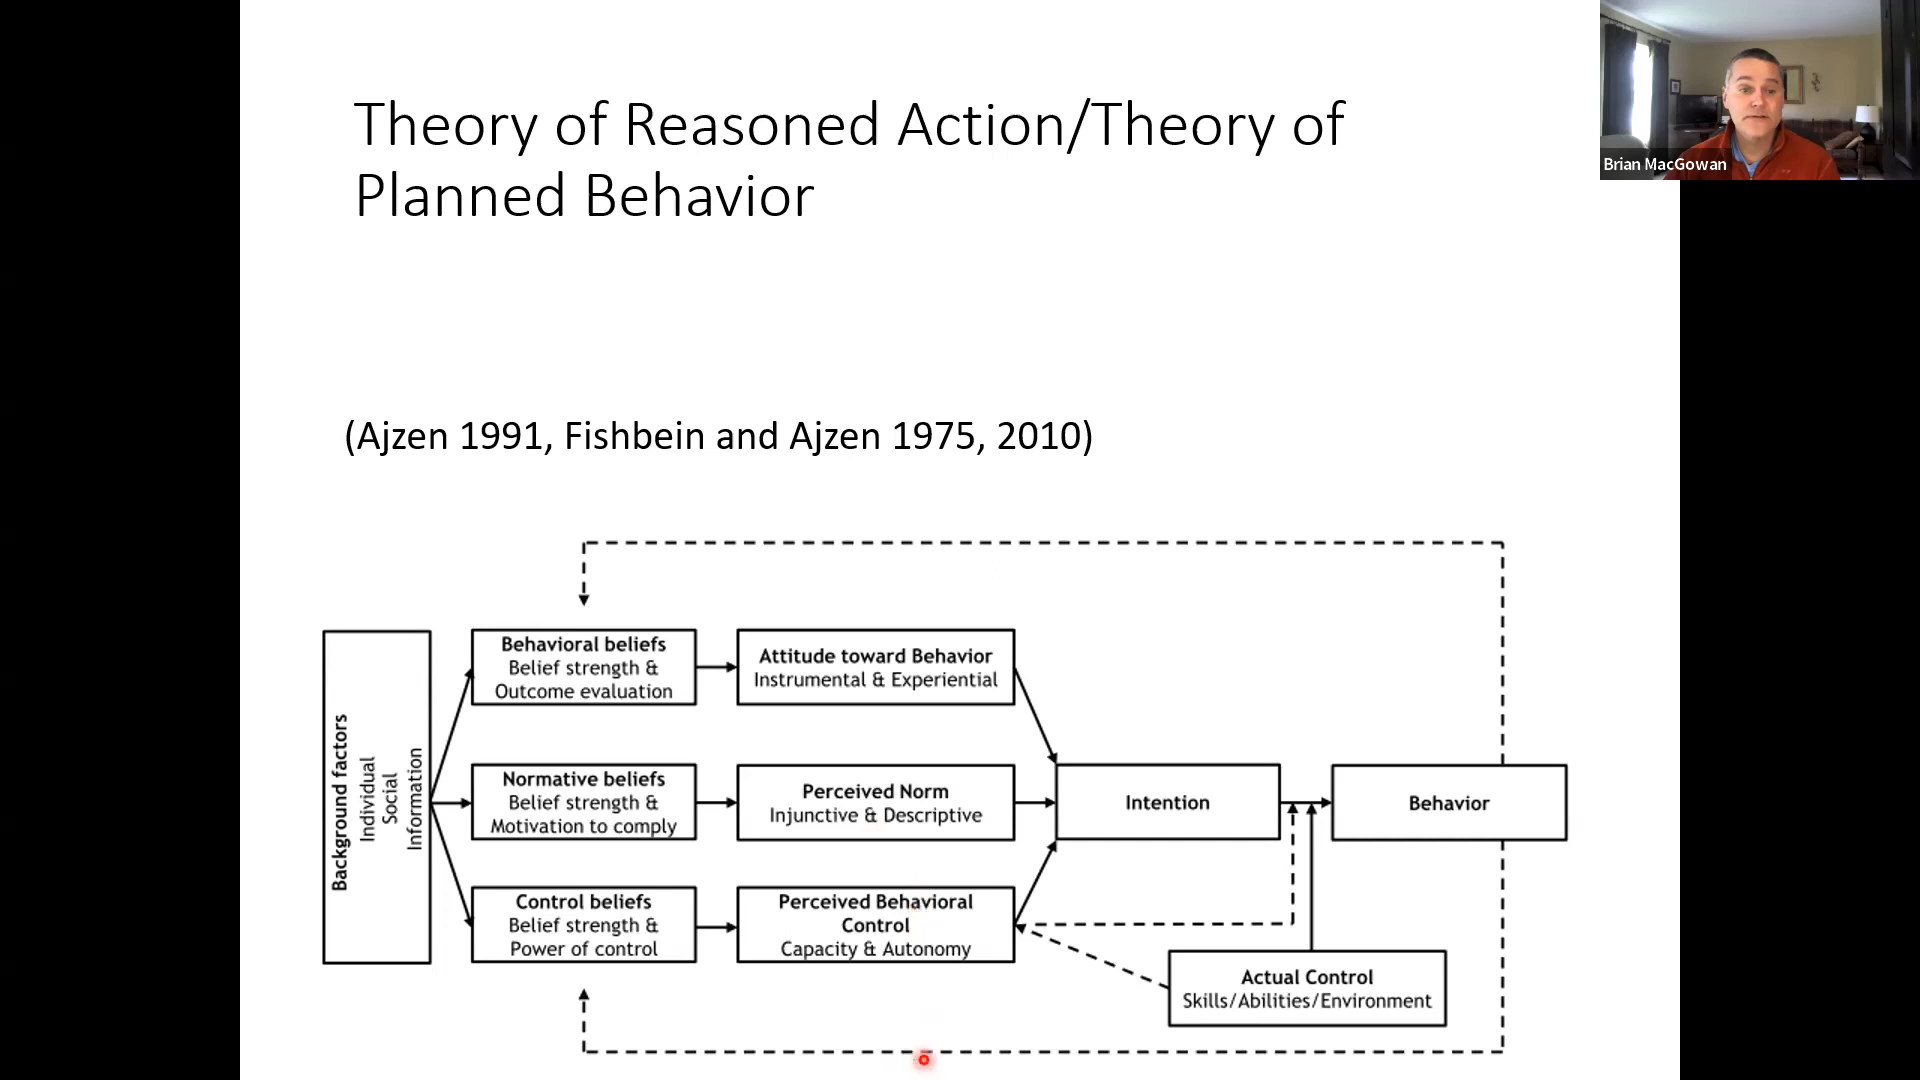 Theory of Reasoned Action/Theory of
Planned Behavior
Brian MacGowan
(Ajzen 1991, Fishbein and Ajzen 1975, 2010)
Background factors
Individual
Social
Information
Behavioral beliefs
Belief strength &
Outcome evaluation
Attitude toward Behavior
Instrumental & Experiential
Normative beliefs
Belief strength &
Motivation to comply
Perceived Norm
Injunctive & Descriptive
Intention
Behavior
Control beliefs
Belief strength &
Power of control
Perceived Behavioral
Control
Capacity & Autonomy
Actual Control
Skills/Abilities/Environment